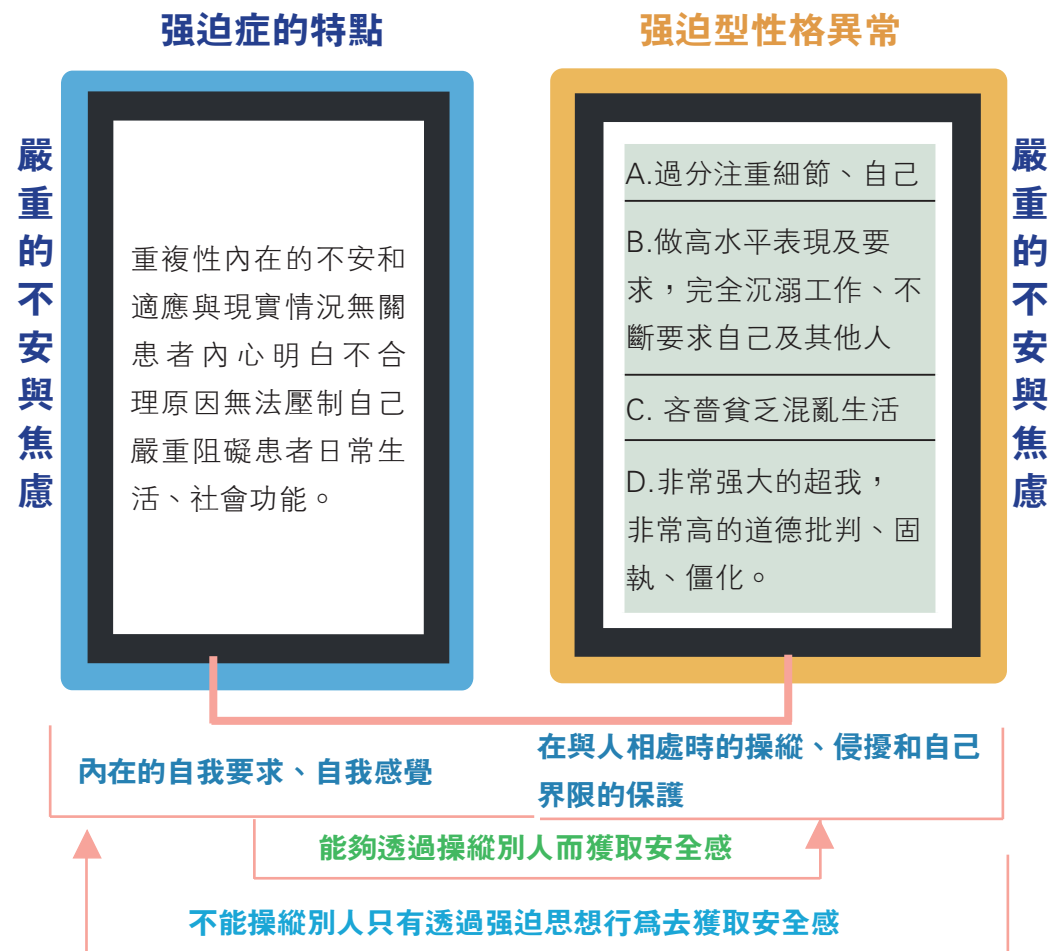 强迫症的特點
强迫型性格異常
嚴重的不安與焦慮
重複性內在的不安和
適應與現實情況無關
患者內心明白不合
理原因無法壓制自己
嚴重阻礙患者日常生
活、社會功能。
A.過分注重細節、自己
B.做高水平表現及要
求，完全沉溺工作、不
斷要求自己及其他人
C. 吝嗇貧乏混亂生活
D.非常强大的超我，
非常高的道德批判、固
執、僵化。
嚴重的不安與焦慮
內在的自我要求、自我感覺
在與人相處時的操縱、侵擾和自己
界限的保護
能夠透過操縱別人而獲取安全感
不能操縱別人只有透過强迫思想行爲去獲取安全感